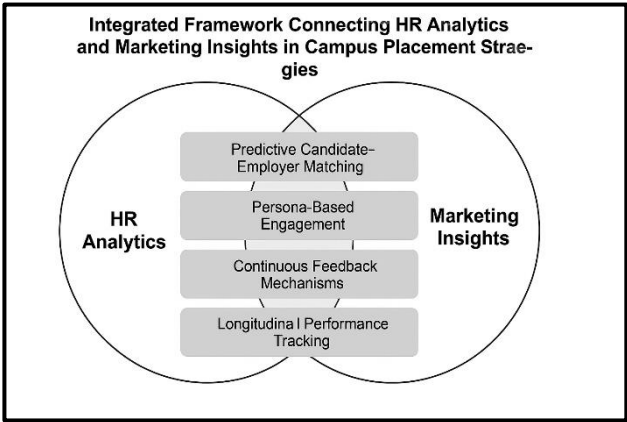 Integrated Framework Connecting HR Analytics
and Marketing Insights in Campus Placement Strae-
gies
Predictive Candidate–
Employer Matching
HR
Analytics
Persona-Based
Engagement
Marketing
Insights
Continuous Feedback
Mechanisms
Longitudinal Performance
Tracking